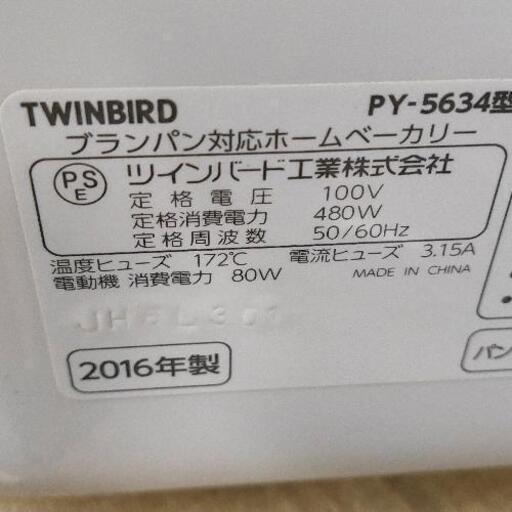 TWINBIRD PY-5634型
ブランパン対応ホームベーカリー
PSE ツインバード工業株式会社
定格電圧 100V
定格消費電力 480W
定格周波数 50/60Hz
温度ヒューズ 172℃ 電流ヒューズ 3.15A
電動機 消費電力 80W MADE IN CHINA
2016年製
パン